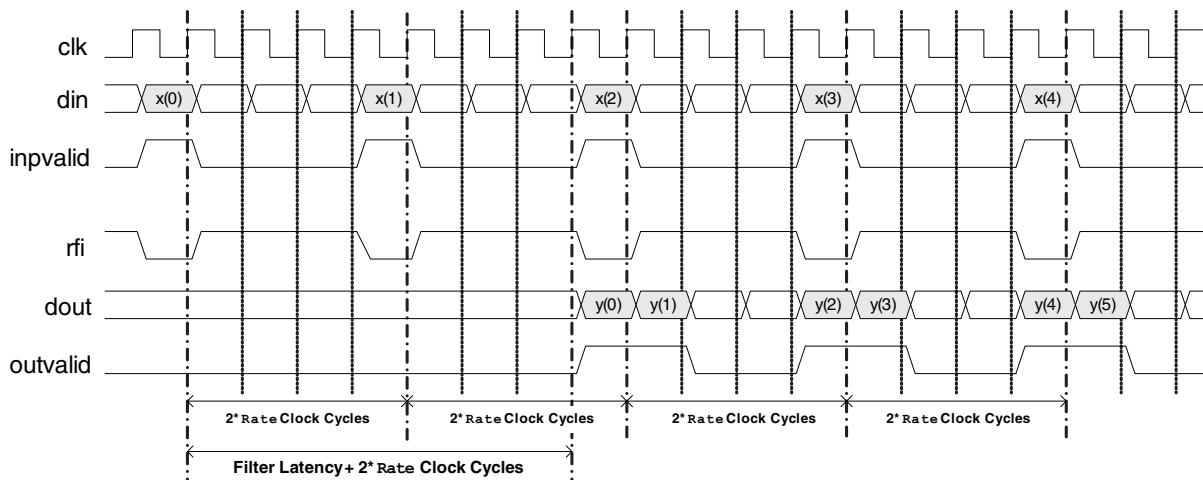 clk
din x(0) x(1) x(2) x(3) x(4)
inpvalid
rfi
dout y(0) y(1) y(2) y(3) y(4) y(5)
outvalid
2* Rate Clock Cycles 2* Rate Clock Cycles 2* Rate Clock Cycles 2* Rate Clock Cycles
Filter Latency + 2* Rate Clock Cycles